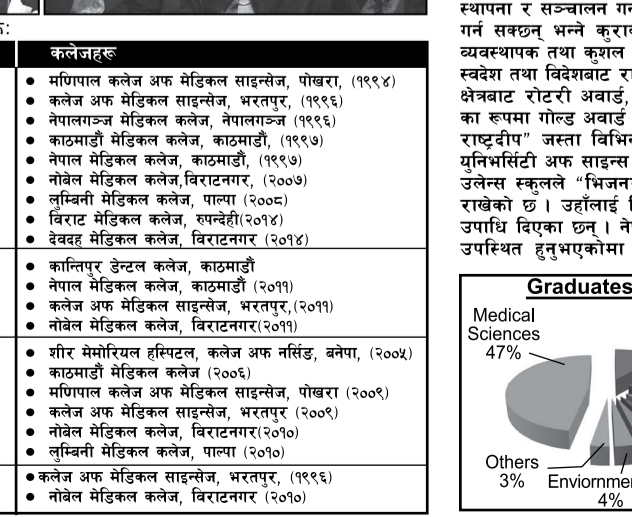 कलेजहरू
● मणिपाल कलेज अफ मेडिकल साइन्सेज, पोखरा, (१९९४)
● कलेज अफ मेडिकल साइन्सेज, भरतपुर, (१९९६)
● नेपालगञ्ज मेडिकल कलेज, नेपालगञ्ज (१९९६)
● काठमाडौं मेडिकल कलेज, काठमाडौं, (१९९७)
● नेपाल मेडिकल कलेज, काठमाडौं, (१९९७)
● नोबेल मेडिकल कलेज,विराटनगर, (२००७)
● लुम्बिनी मेडिकल कलेज, पाल्पा (२००८)
● विराट मेडिकल कलेज, रुपन्देही(२०१४)
● देवदह मेडिकल कलेज, विराटनगर (२०१४)
● कान्तिपुर डेन्टल कलेज, काठमाडौं
● नेपाल मेडिकल कलेज, काठमाडौं (२०११)
● कलेज अफ मेडिकल साइन्सेज, भरतपुर,(२०११)
● नोबेल मेडिकल कलेज, विराटनगर(२०११)
● शीर मेमोरियल हस्पिटल, कलेज अफ नर्सिङ, बनेपा, (२००५)
● काठमाडौं मेडिकल कलेज (२००६)
● मणिपाल कलेज अफ मेडिकल साइन्सेज, पोखरा (२००९)
● कलेज अफ मेडिकल साइन्सेज, भरतपुर (२००९)
● नोबेल मेडिकल कलेज, विराटनगर(२०१०)
● लुम्बिनी मेडिकल कलेज, पाल्पा (२०१०)
●कलेज अफ मेडिकल साइन्सेज, भरतपुर, (१९९६)
● नोबेल मेडिकल कलेज, विराटनगर (२०१०)
स्थापना र सञ्चालन
गर्न सक्छन् भन्ने
व्यवस्थापक तथा कुशल
स्वदेश तथा विदेशबाट
क्षेत्रबाट रोटरी अवार्ड,
का रूपमा गोल्ड अवार्ड
राष्ट्रदीप" जस्ता
युनिभर्सिटी अफ साइन्स
उलेन्स स्कुलले
राखेको छ । उहाँलाई
उपाधि दिएका छन् ।
उपस्थित हुनुभएकोमा
Graduates
Medical
Sciences
47%
Others
3%
4%